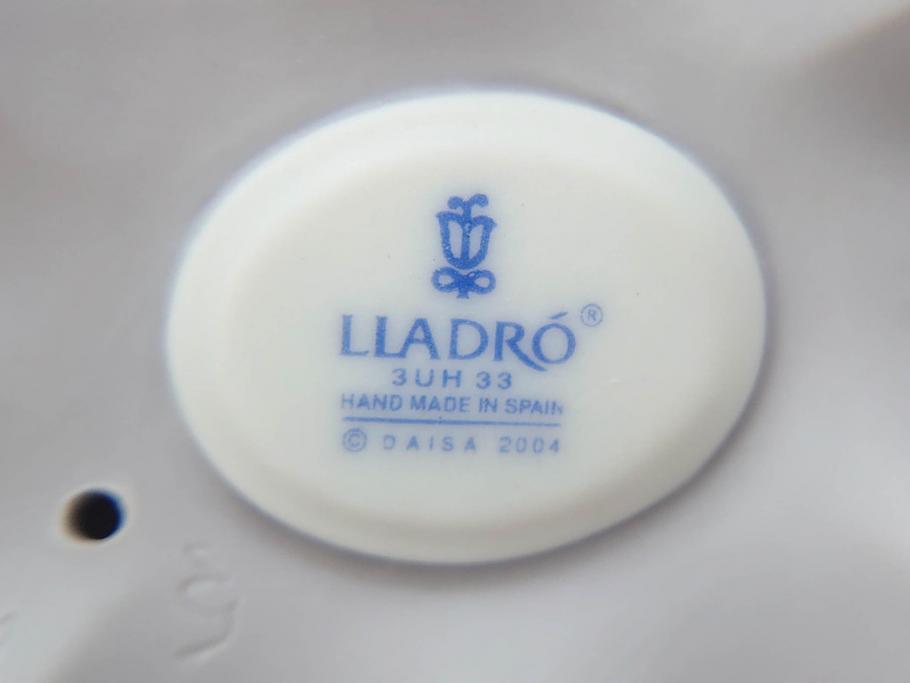 LLADRÓ®
3UH 33
HAND MADE IN SPAIN
© DAISA 2004